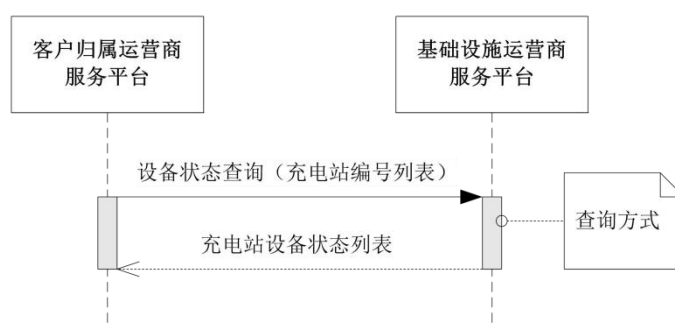 客户归属运营商
服务平台
基础设施运营商
服务平台
设备状态查询（充电站编号列表）
查询方式
充电站设备状态列表